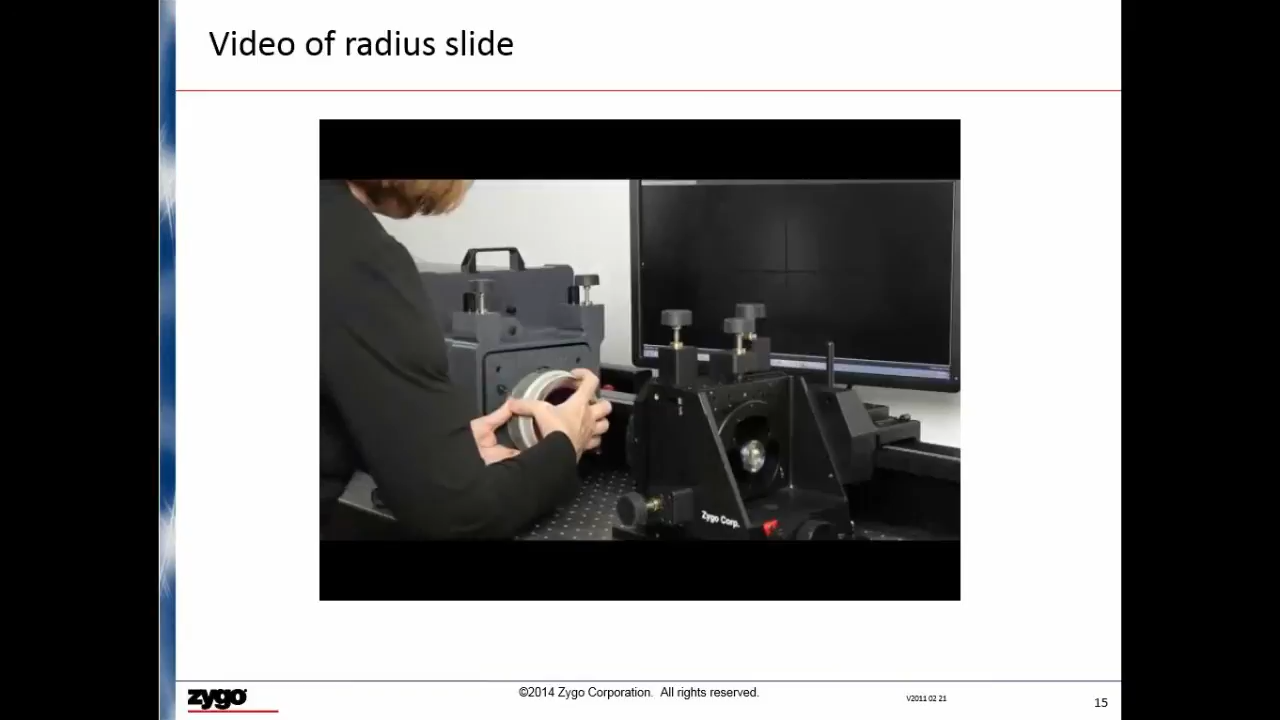 Video of radius slide
Zygo Corp.
zygo
©2014 Zygo Corporation. All rights reserved.
V2011 02 21
15